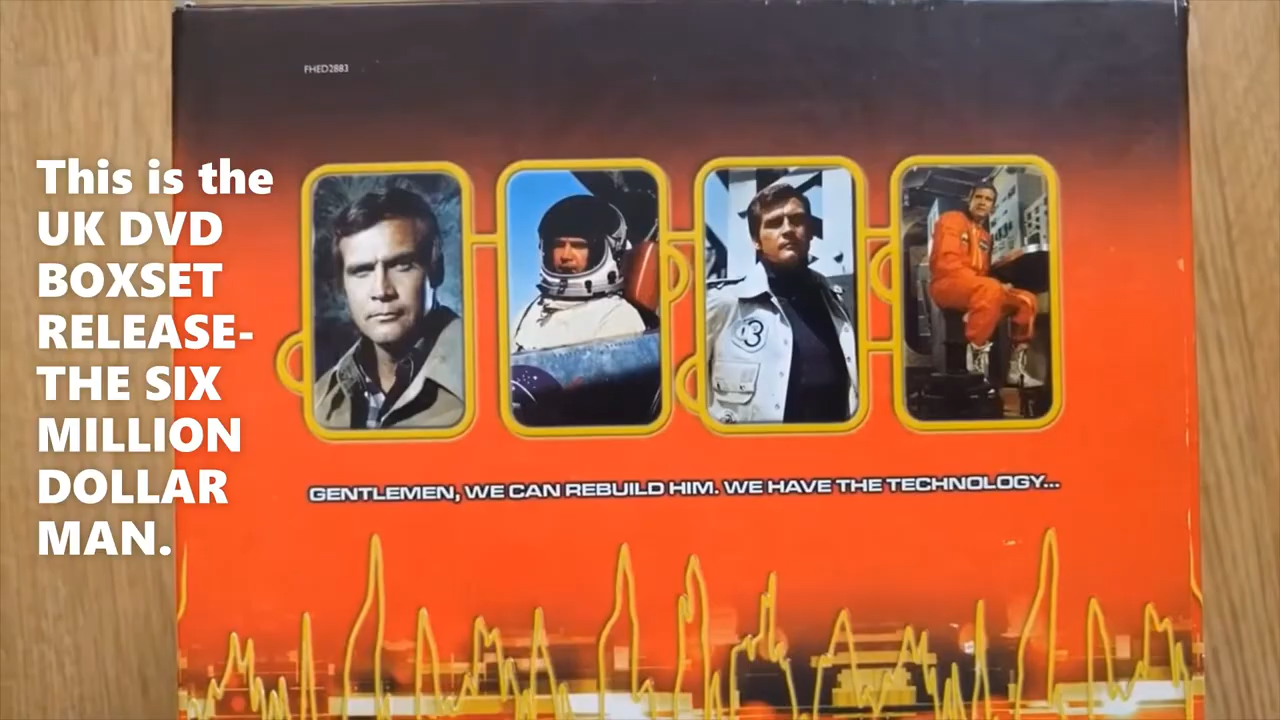 FHED2883
This is the
UK DVD
BOXSET
RELEASE-
THE SIX
MILLION
DOLLAR
MAN.
GENTLEMEN, WE CAN REBUILD HIM. WE HAVE THE TECHNOLOGY...